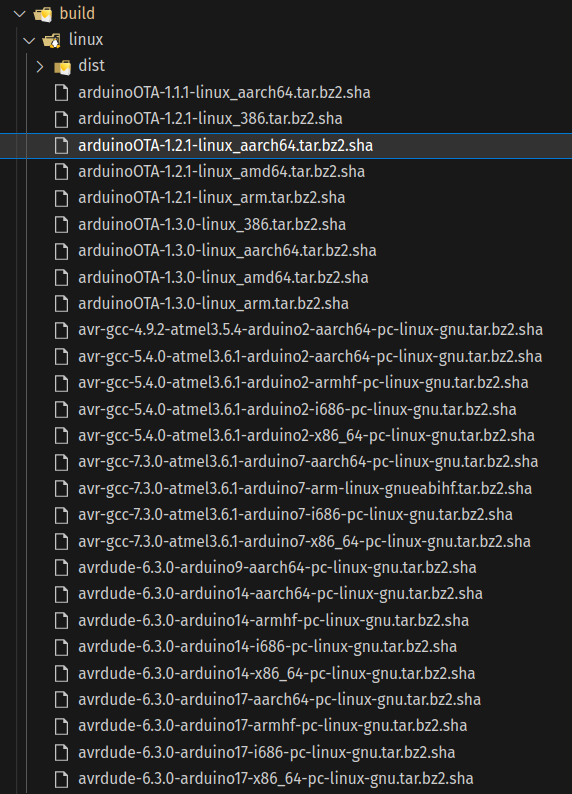 build
linux
dist
arduinoOTA-1.1.1-linux_aarch64.tar.bz2.sha
arduinoOTA-1.2.1-linux_386.tar.bz2.sha
arduinoOTA-1.2.1-linux_aarch64.tar.bz2.sha
arduinoOTA-1.2.1-linux_amd64.tar.bz2.sha
arduinoOTA-1.2.1-linux_arm.tar.bz2.sha
arduinoOTA-1.3.0-linux_386.tar.bz2.sha
arduinoOTA-1.3.0-linux_aarch64.tar.bz2.sha
arduinoOTA-1.3.0-linux_amd64.tar.bz2.sha
arduinoOTA-1.3.0-linux_arm.tar.bz2.sha
avr-gcc-4.9.2-atmel3.5.4-arduino2-aarch64-pc-linux-gnu.tar.bz2.sha
avr-gcc-5.4.0-atmel3.6.1-arduino2-aarch64-pc-linux-gnu.tar.bz2.sha
avr-gcc-5.4.0-atmel3.6.1-arduino2-armhf-pc-linux-gnu.tar.bz2.sha
avr-gcc-5.4.0-atmel3.6.1-arduino2-i686-pc-linux-gnu.tar.bz2.sha
avr-gcc-5.4.0-atmel3.6.1-arduino2-x86_64-pc-linux-gnu.tar.bz2.sha
avr-gcc-7.3.0-atmel3.6.1-arduino7-aarch64-pc-linux-gnu.tar.bz2.sha
avr-gcc-7.3.0-atmel3.6.1-arduino7-arm-linux-gnueabihf.tar.bz2.sha
avr-gcc-7.3.0-atmel3.6.1-arduino7-i686-pc-linux-gnu.tar.bz2.sha
avr-gcc-7.3.0-atmel3.6.1-arduino7-x86_64-pc-linux-gnu.tar.bz2.sha
avrdude-6.3.0-arduino9-aarch64-pc-linux-gnu.tar.bz2.sha
avrdude-6.3.0-arduino14-aarch64-pc-linux-gnu.tar.bz2.sha
avrdude-6.3.0-arduino14-armhf-pc-linux-gnu.tar.bz2.sha
avrdude-6.3.0-arduino14-i686-pc-linux-gnu.tar.bz2.sha
avrdude-6.3.0-arduino14-x86_64-pc-linux-gnu.tar.bz2.sha
avrdude-6.3.0-arduino17-aarch64-pc-linux-gnu.tar.bz2.sha
avrdude-6.3.0-arduino17-armhf-pc-linux-gnu.tar.bz2.sha
avrdude-6.3.0-arduino17-i686-pc-linux-gnu.tar.bz2.sha
avrdude-6.3.0-arduino17-x86_64-pc-linux-gnu.tar.bz2.sha